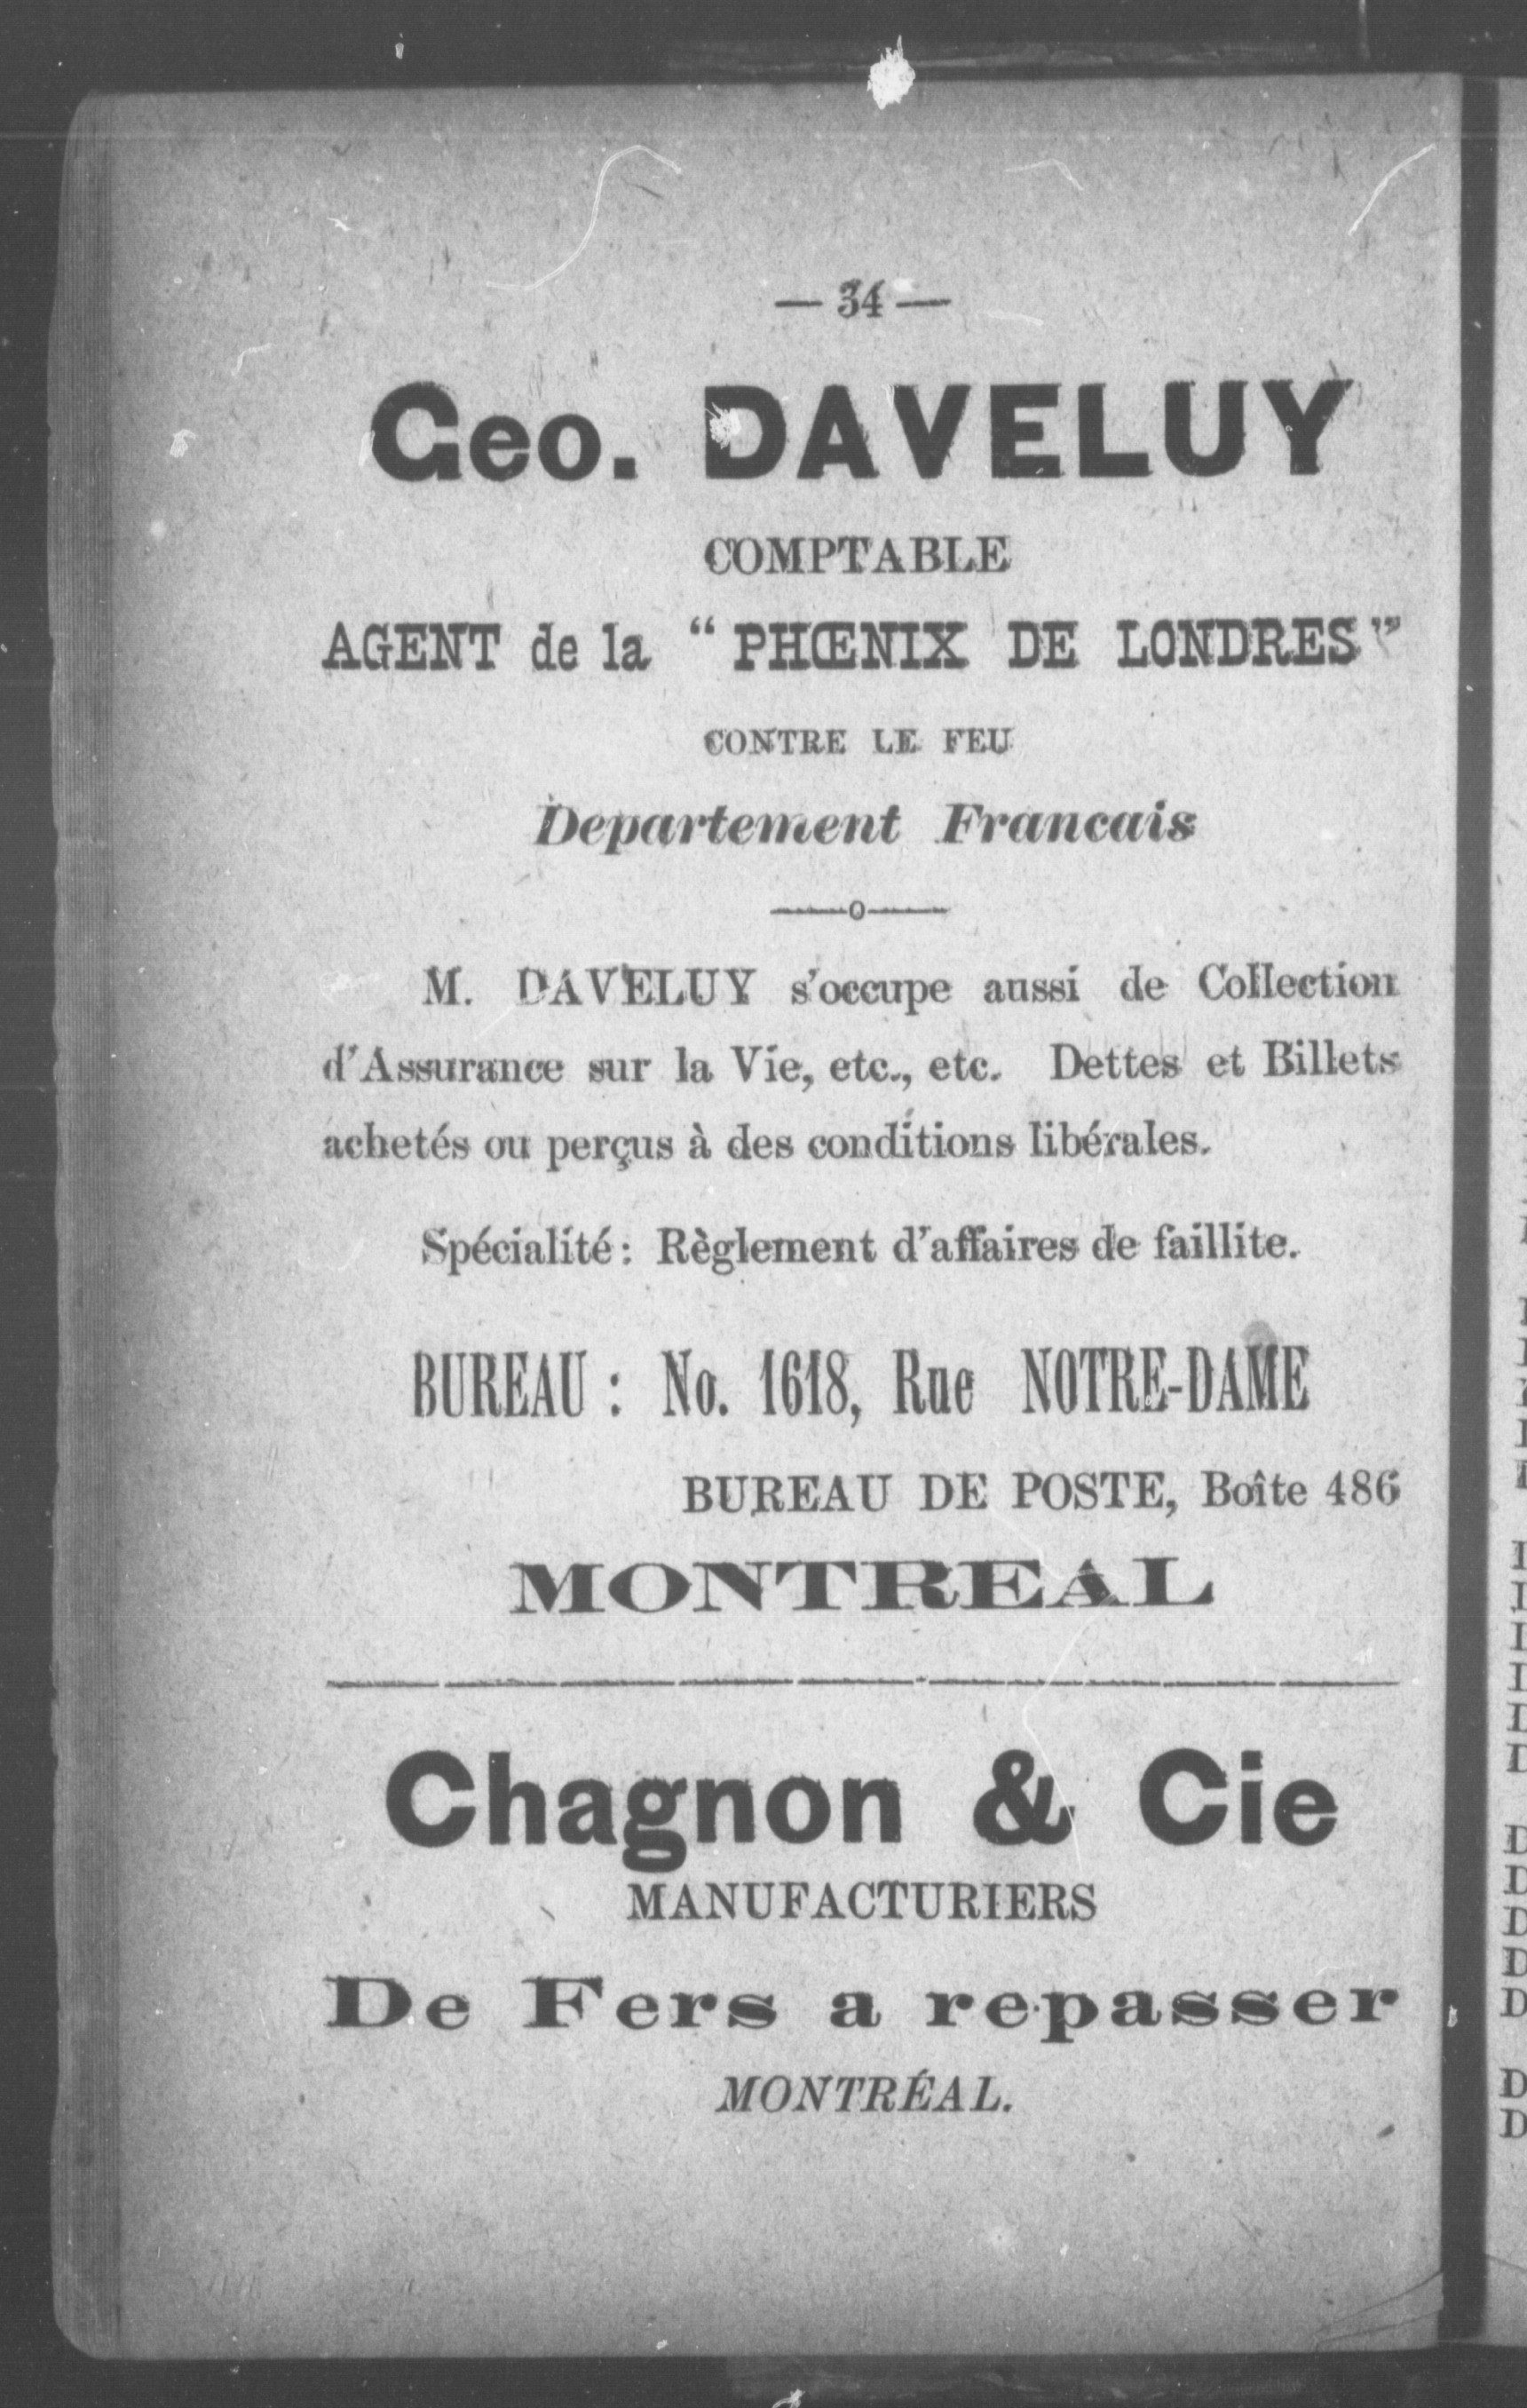 — 34 —
Geo. DAVELUY
COMPTABLE
AGENT de la “ PHŒNIX DE LONDRES ”
CONTRE LE FEU
Departement Francais
——o——
M. DAVELUY s'occupe aussi de Collection
d'Assurance sur la Vie, etc., etc. Dettes et Billets
achetés ou perçus à des conditions libérales.
Spécialité : Règlement d'affaires de faillite.
BUREAU : No. 1618, Rue NOTRE-DAME
BUREAU DE POSTE, Boîte 486
MONTREAL
Chagnon & Cie
MANUFACTURIERS
De Fers a repasser
MONTRÉAL.